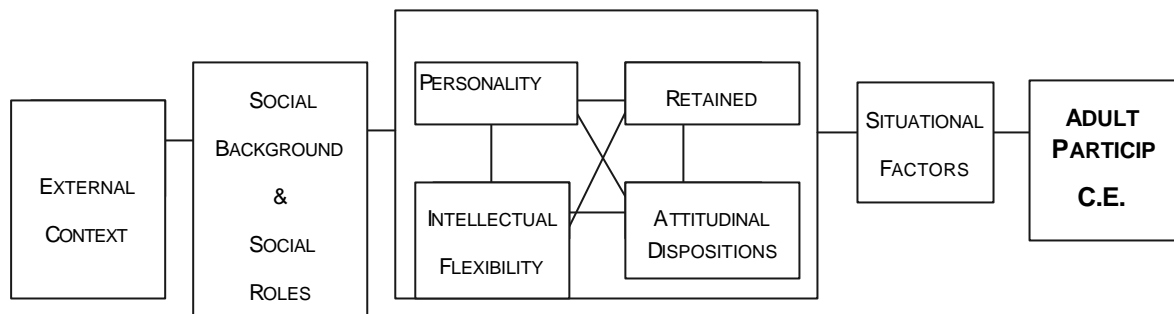 EXTERNAL
CONTEXT
SOCIAL
BACKGROUND
&
SOCIAL
ROLES
PERSONALITY
RETAINED
INTELLECTUAL
FLEXIBILITY
ATTITUDINAL
DISPOSITIONS
SITUATIONAL
FACTORS
ADULT
PARTICIP
C.E.